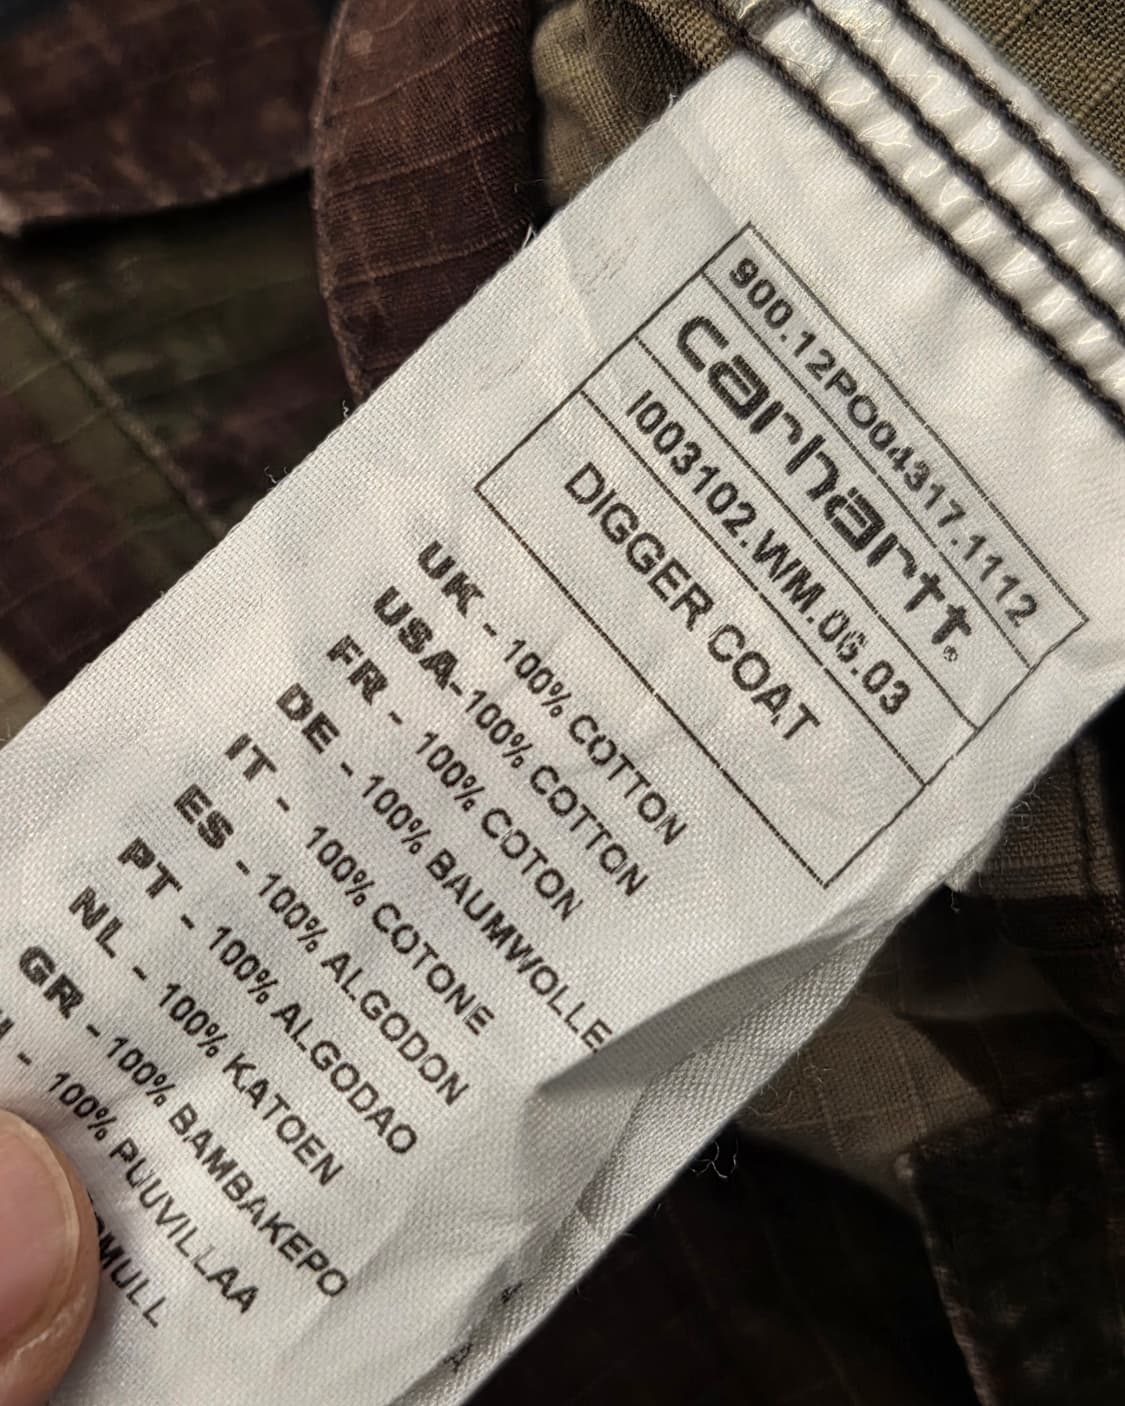 900.12PO04317.1112
carhartt®
I003102.WM.06.03
DIGGER COAT
UK - 100% COTTON
USA-100% COTTON
FR - 100% COTON
DE - 100% BAUMWOLLE
IT - 100% COTONE
ES - 100% ALGODON
PT - 100% ALGODAO
NL - 100% KATOEN
GR - 100% BAMBAKEPO
- 100% PUUVILLAA